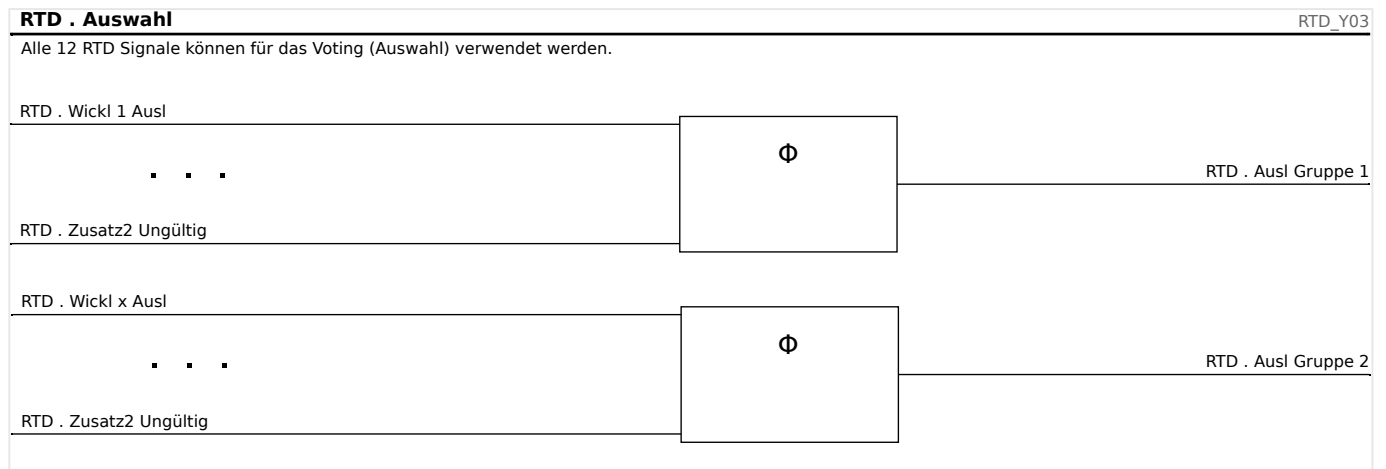 RTD . Auswahl
RTD_Y03
Alle 12 RTD Signale können für das Voting (Auswahl) verwendet werden.
RTD . Wickl 1 Ausl
Φ
. . .
RTD . Ausl Gruppe 1
RTD . Zusatz2 Ungültig
RTD . Wickl x Ausl
Φ
. . .
RTD . Ausl Gruppe 2
RTD . Zusatz2 Ungültig